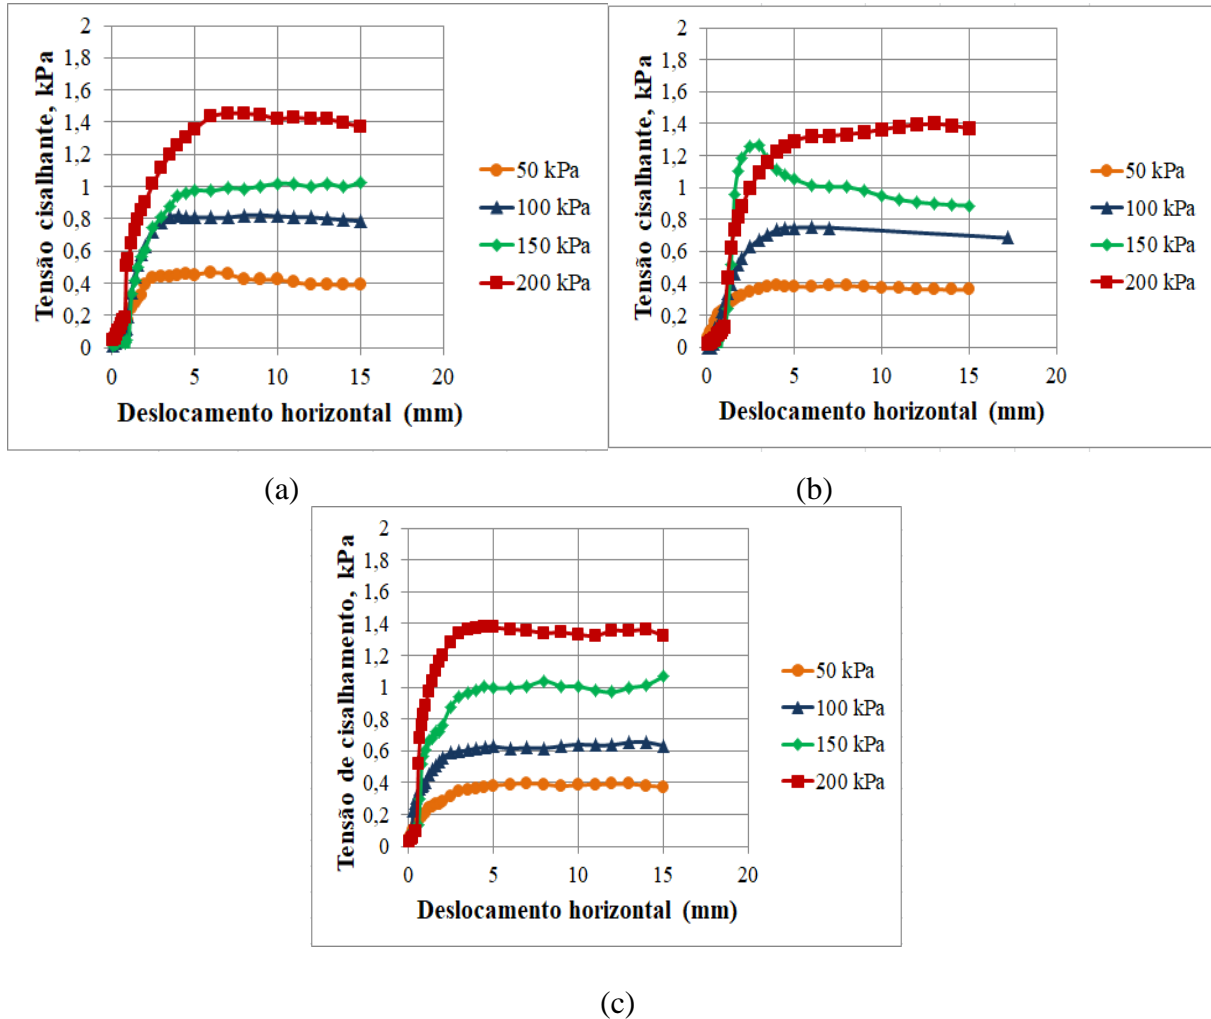 Tensão cisalhante, kPa
2
1,8
1,6
1,4
1,2
1
0,8
0,6
0,4
0,2
0
0 5 10 15 20
Deslocamento horizontal (mm)
50 kPa
100 kPa
150 kPa
200 kPa
(a)
Tensão cisalhante, kPa
2
1,8
1,6
1,4
1,2
1
0,8
0,6
0,4
0,2
0
0 5 10 15 20
Deslocamento horizontal (mm)
50 kPa
100 kPa
150 kPa
200 kPa
(b)
Tensão de cisalhamento, kPa
2
1,8
1,6
1,4
1,2
1
0,8
0,6
0,4
0,2
0
0 5 10 15 20
Deslocamento horizontal (mm)
50 kPa
100 kPa
150 kPa
200 kPa
(c)